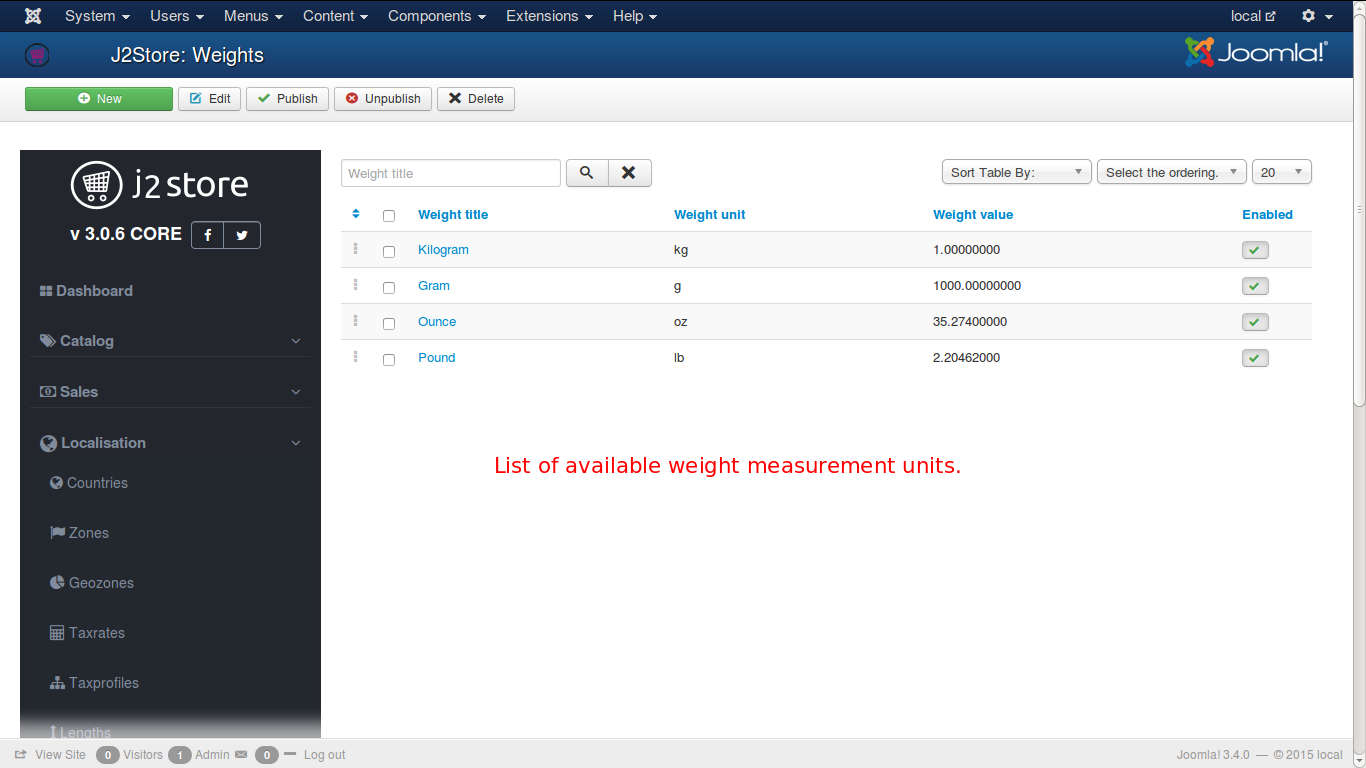 System Users Menus Content Components Extensions Help local
J2Store: Weights Joomla!®
New Edit Publish Unpublish Delete
j2store
v 3.0.6 CORE
Dashboard
Catalog
Sales
Localisation
Countries
Zones
Geozones
Taxrates
Taxprofiles
Lengths
Weight title Sort Table By: Select the ordering. 20
Weight title Weight unit Weight value Enabled
Kilogram kg 1.00000000
Gram g 1000.00000000
Ounce oz 35.27400000
Pound lb 2.20462000
List of available weight measurement units.
View Site 0 Visitors 1 Admin 0 Log out Joomla! 3.4.0 — © 2015 local